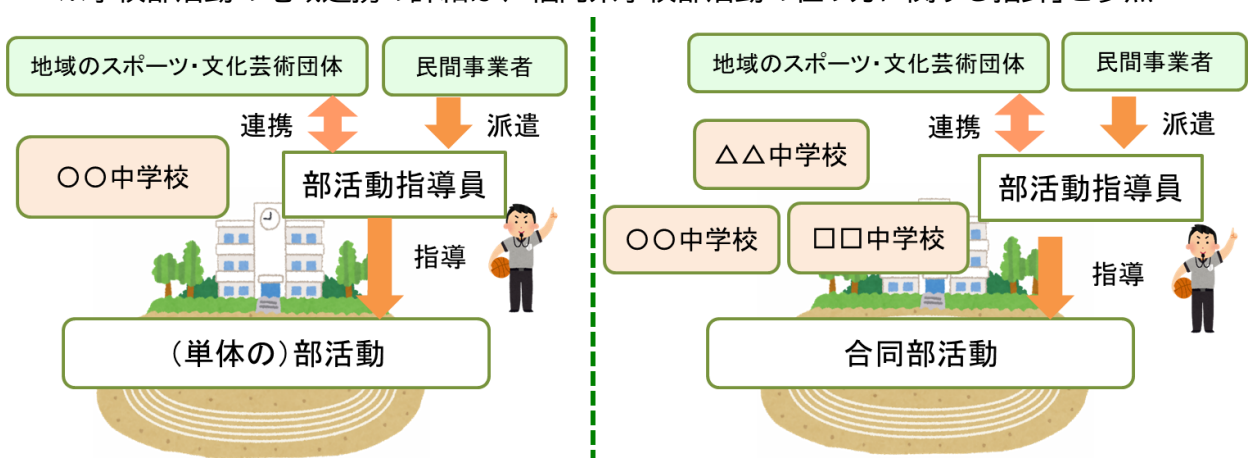 地域のスポーツ・文化芸術団体
民間事業者
連携
派遣
〇〇中学校
部活動指導員
指導
（単体の）部活動
地域のスポーツ・文化芸術団体
民間事業者
連携
派遣
△△中学校
部活動指導員
〇〇中学校
□□中学校
指導
合同部活動